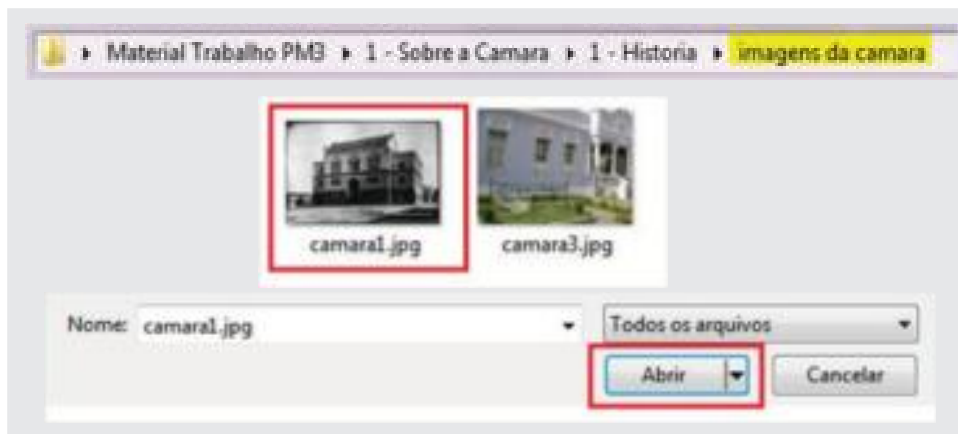 Material Trabalho PM3 ▸ 1 - Sobre a Camara ▸ 1 - Historia ▸ imagens da camara
camara1.jpg camara3.jpg
Nome: camara1.jpg Todos os arquivos
Abrir Cancelar